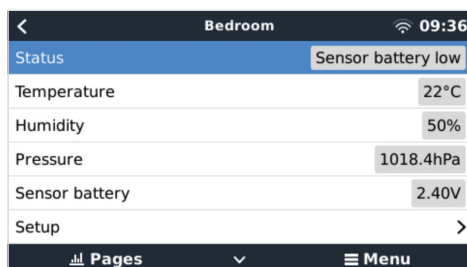 Bedroom 09:36
Status Sensor battery low
Temperature 22°C
Humidity 50%
Pressure 1018.4hPa
Sensor battery 2.40V
Setup
Pages Menu